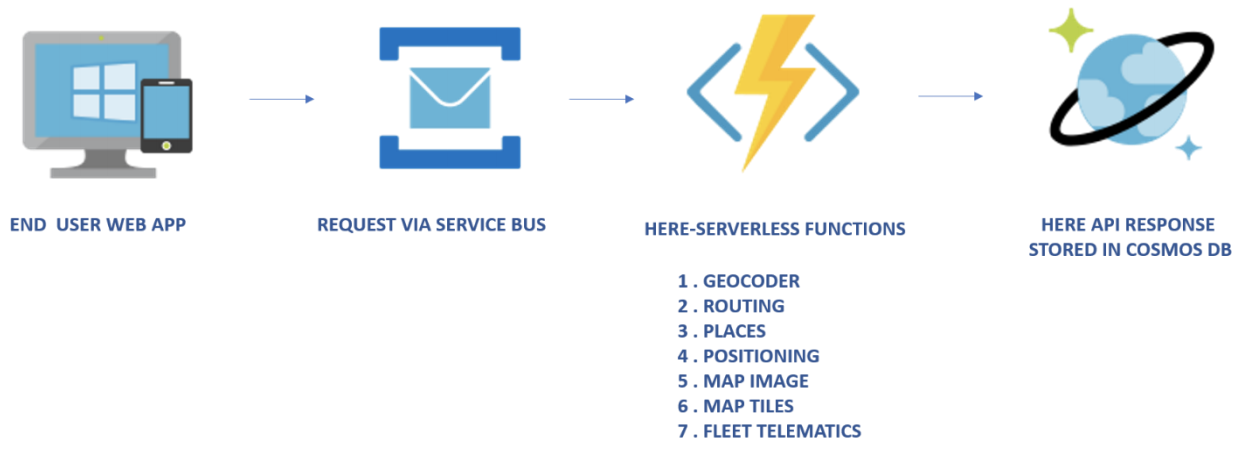 END  USER WEB APP
REQUEST VIA SERVICE BUS
HERE-SERVERLESS FUNCTIONS
1 . GEOCODER
2 . ROUTING
3 . PLACES
4 . POSITIONING
5 . MAP IMAGE
6 . MAP TILES
7 . FLEET TELEMATICS
HERE API RESPONSE
STORED IN COSMOS DB